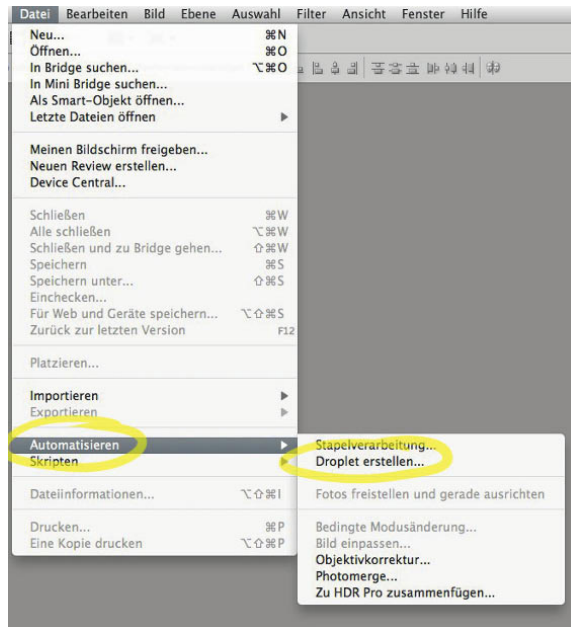 Datei Bearbeiten Bild Ebene Auswahl Filter Ansicht Fenster Hilfe
Neu... ⌘N
Öffnen... ⌘O
In Bridge suchen... ⌥⌘O
In Mini Bridge suchen...
Als Smart-Objekt öffnen...
Letzte Dateien öffnen ▶
Meinen Bildschirm freigeben...
Neuen Review erstellen...
Device Central...
Schließen ⌘W
Alle schließen ⌥⌘W
Schließen und zu Bridge gehen... ⇧⌘W
Speichern ⌘S
Speichern unter... ⇧⌘S
Einchecken...
Für Web und Geräte speichern... ⌥⇧⌘S
Zurück zur letzten Version F12
Platzieren...
Importieren ▶
Exportieren ▶
Automatisieren ▶
Skripten ▶
Dateiinformationen... ⌥⇧⌘I
Drucken... ⌘P
Eine Kopie drucken ⌥⇧⌘P
Stapelverarbeitung...
Droplet erstellen...
Fotos freistellen und gerade ausrichten
Bedingte Modusänderung...
Bild einpassen...
Objektivkorrektur...
Photomerge...
Zu HDR Pro zusammenfügen...